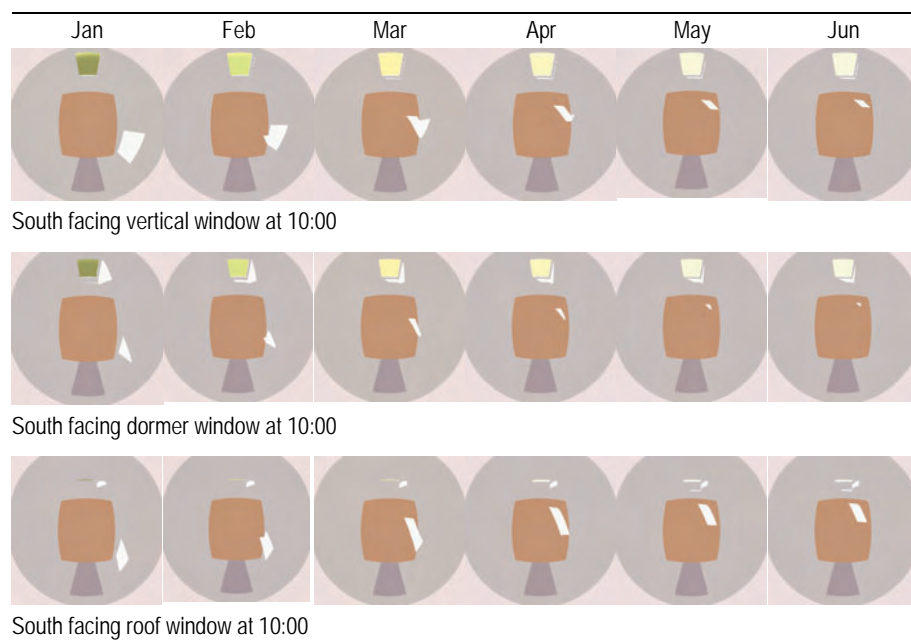 Jan Feb Mar Apr May Jun
South facing vertical window at 10:00
South facing dormer window at 10:00
South facing roof window at 10:00